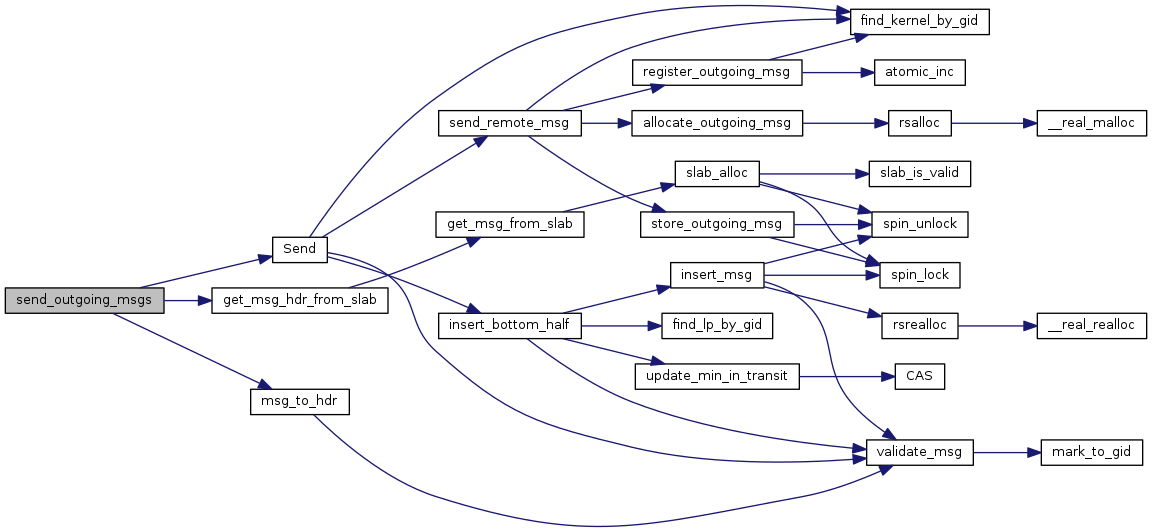 find_kernel_by_gid
register_outgoing_msg
atomic_inc
send_remote_msg
allocate_outgoing_msg
rsalloc
__real_malloc
slab_alloc
slab_is_valid
get_msg_from_slab
store_outgoing_msg
spin_unlock
Send
insert_msg
spin_lock
send_outgoing_msgs
get_msg_hdr_from_slab
insert_bottom_half
find_lp_by_gid
rsrealloc
__real_realloc
update_min_in_transit
CAS
msg_to_hdr
validate_msg
mark_to_gid